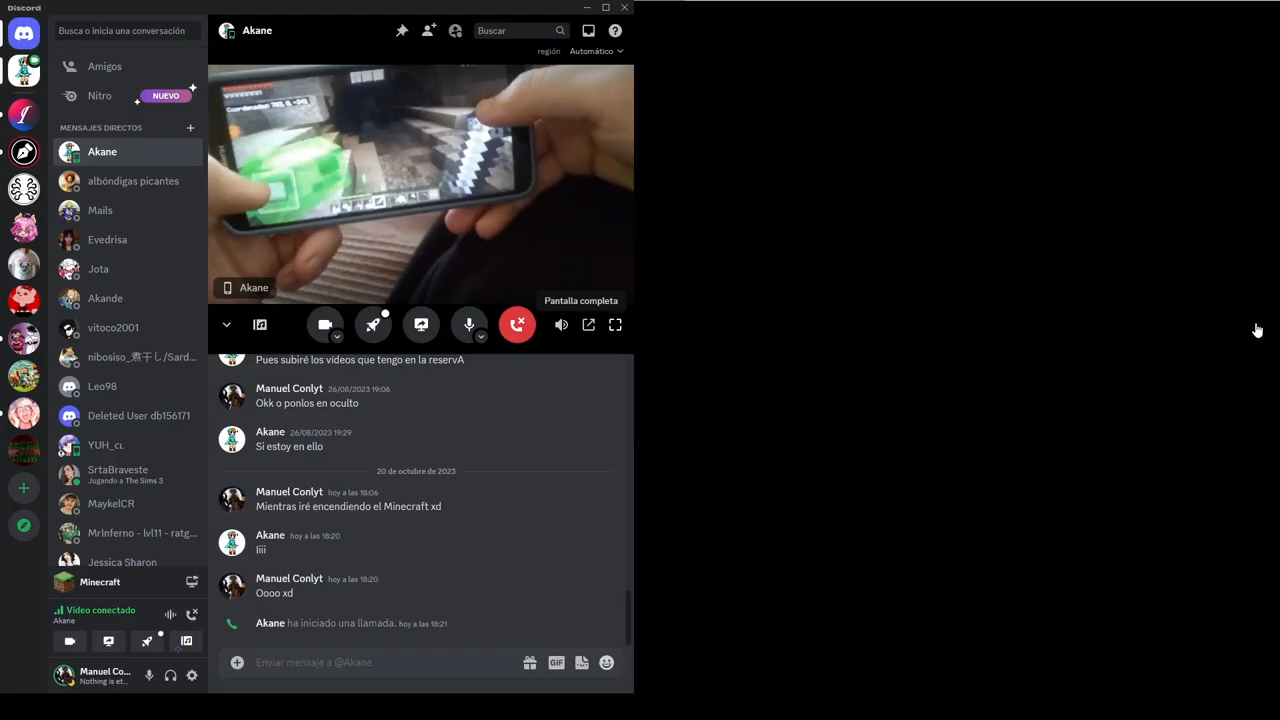 Discord
Busca o inicia una conversación
Akane
Buscar
región Automático
Amigos
Nitro NUEVO
MENSAJES DIRECTOS
Akane
albóndigas picantes
Mails
Evedrisa
Jota
Akande
vitoco2001
nibosiso_煮干し/Sard...
Leo98
Deleted User db156171
YUH_CL
SrtaBraveste
Jugando a The Sims 3
MaykelCR
MrInferno - lvl11 - ratg...
Jessica Sharon
Minecraft
Vídeo conectado
Akane
Manuel Co...
Nothing is et...
Akane
Pantalla completa
Pues subiré los vídeos que tengo en la reservA
Manuel Conlyt 26/08/2023 19:06
Okk o ponlos en oculto
Akane 26/08/2023 19:29
Si estoy en ello
20 de octubre de 2023
Manuel Conlyt hoy a las 18:06
Mientras iré encendiendo el Minecraft xd
Akane hoy a las 18:20
Iiii
Manuel Conlyt hoy a las 18:20
Oooo xd
Akane ha iniciado una llamada. hoy a las 18:21
Enviar mensaje a @Akane
GIF